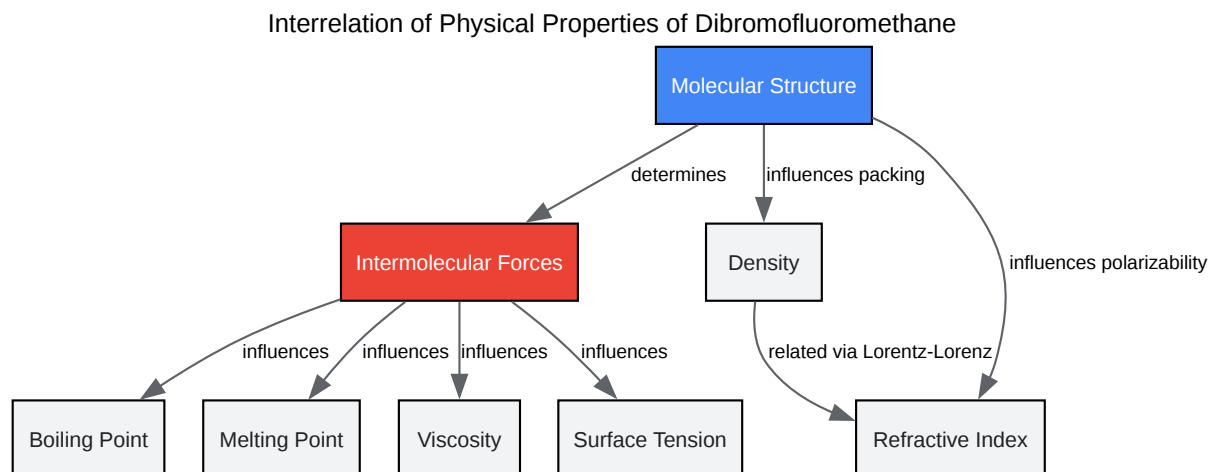 Interrelation of Physical Properties of Dibromofluoromethane
Molecular Structure
determines
influences packing
Intermolecular Forces
Density
influences polarizability
influences
influences
influences
influences
related via Lorentz-Lorenz
Boiling Point
Melting Point
Viscosity
Surface Tension
Refractive Index